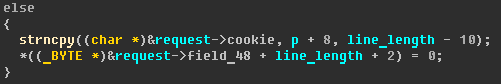 else
{
strncpy((char *)&request->cookie, p + 8, line_length - 10);
*((_BYTE *)&request->field_48 + line_length + 2) = 0;
}